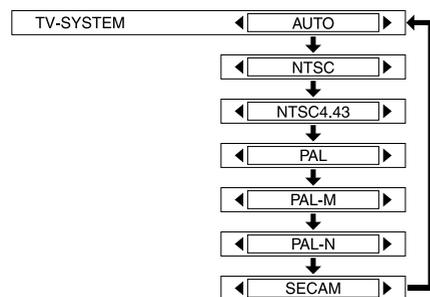 TV-SYSTEM AUTO
NTSC
NTSC4.43
PAL
PAL-M
PAL-N
SECAM